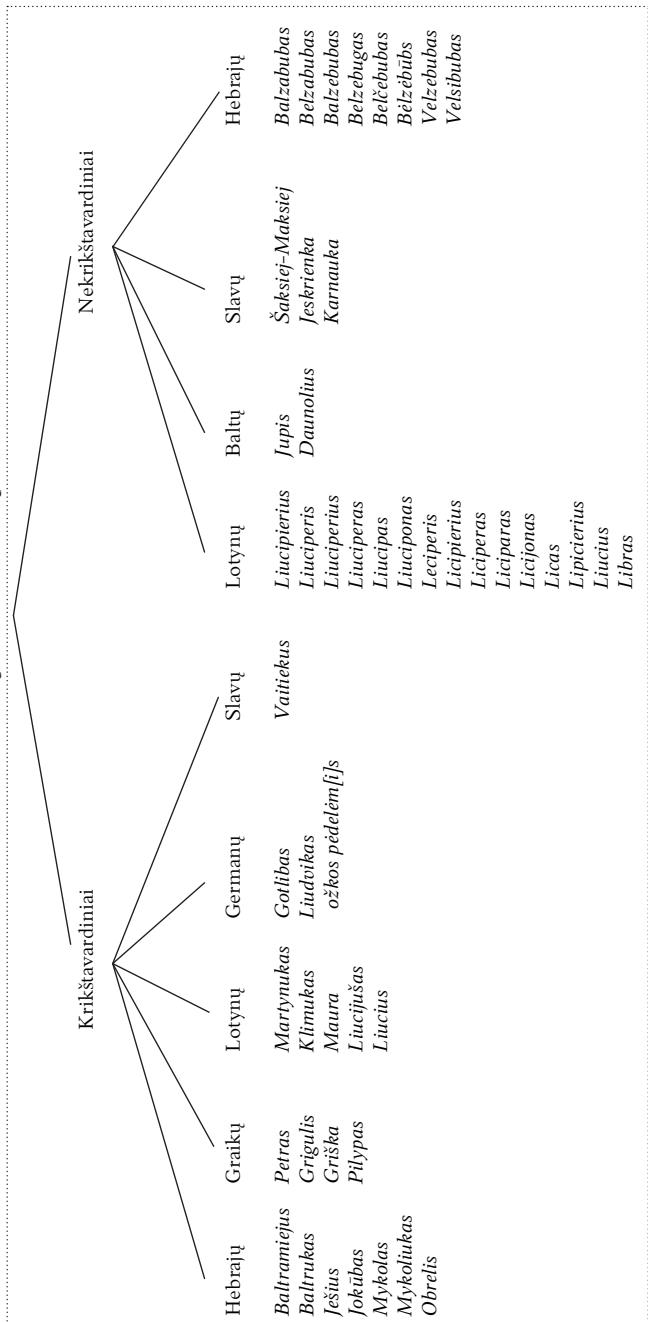 Krikštavardiniai
Nekrikštavardiniai
Hebrajų
Graikų
Lotynų
Germanų
Slavų
Lotynų
Baltų
Slavų
Hebrajų
Baltramiejus
Baltrukas
Ješius
Jokūbas
Mykolas
Mykoliukas
Obrelis
Petras
Grigulis
Griška
Pilypas
Martynukas
Klimukas
Maura
Liucijušas
Liucius
Gotlibas
Liudvikas
ožkos pėdelėm[i]s
Vaitiekus
Liucipierius
Liuciperis
Liuciperius
Liuciperas
Liucipas
Liuciponas
Leciperis
Licipierius
Liciperas
Liciparas
Licijonas
Licas
Lipicierius
Liucius
Libras
Jupis
Daunolius
Šaksiej-Maksiej
Jeskrienka
Karnauka
Balzabubas
Belzabubas
Balzebubas
Belzebugas
Belčebubas
Bėlzėbūbs
Velzebubas
Velsibubas